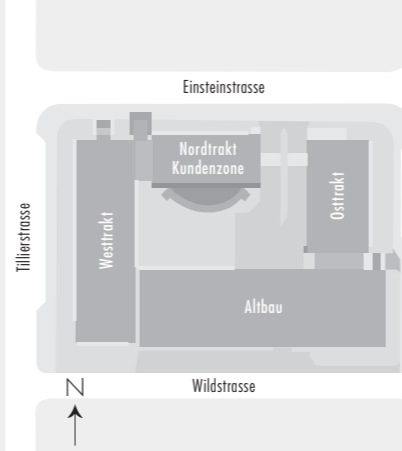 Einsteinstrasse
Nordtrakt
Kundenzone
Tillierstrasse
Westtrakt
Osttrakt
Altbau
N
Wildstrasse